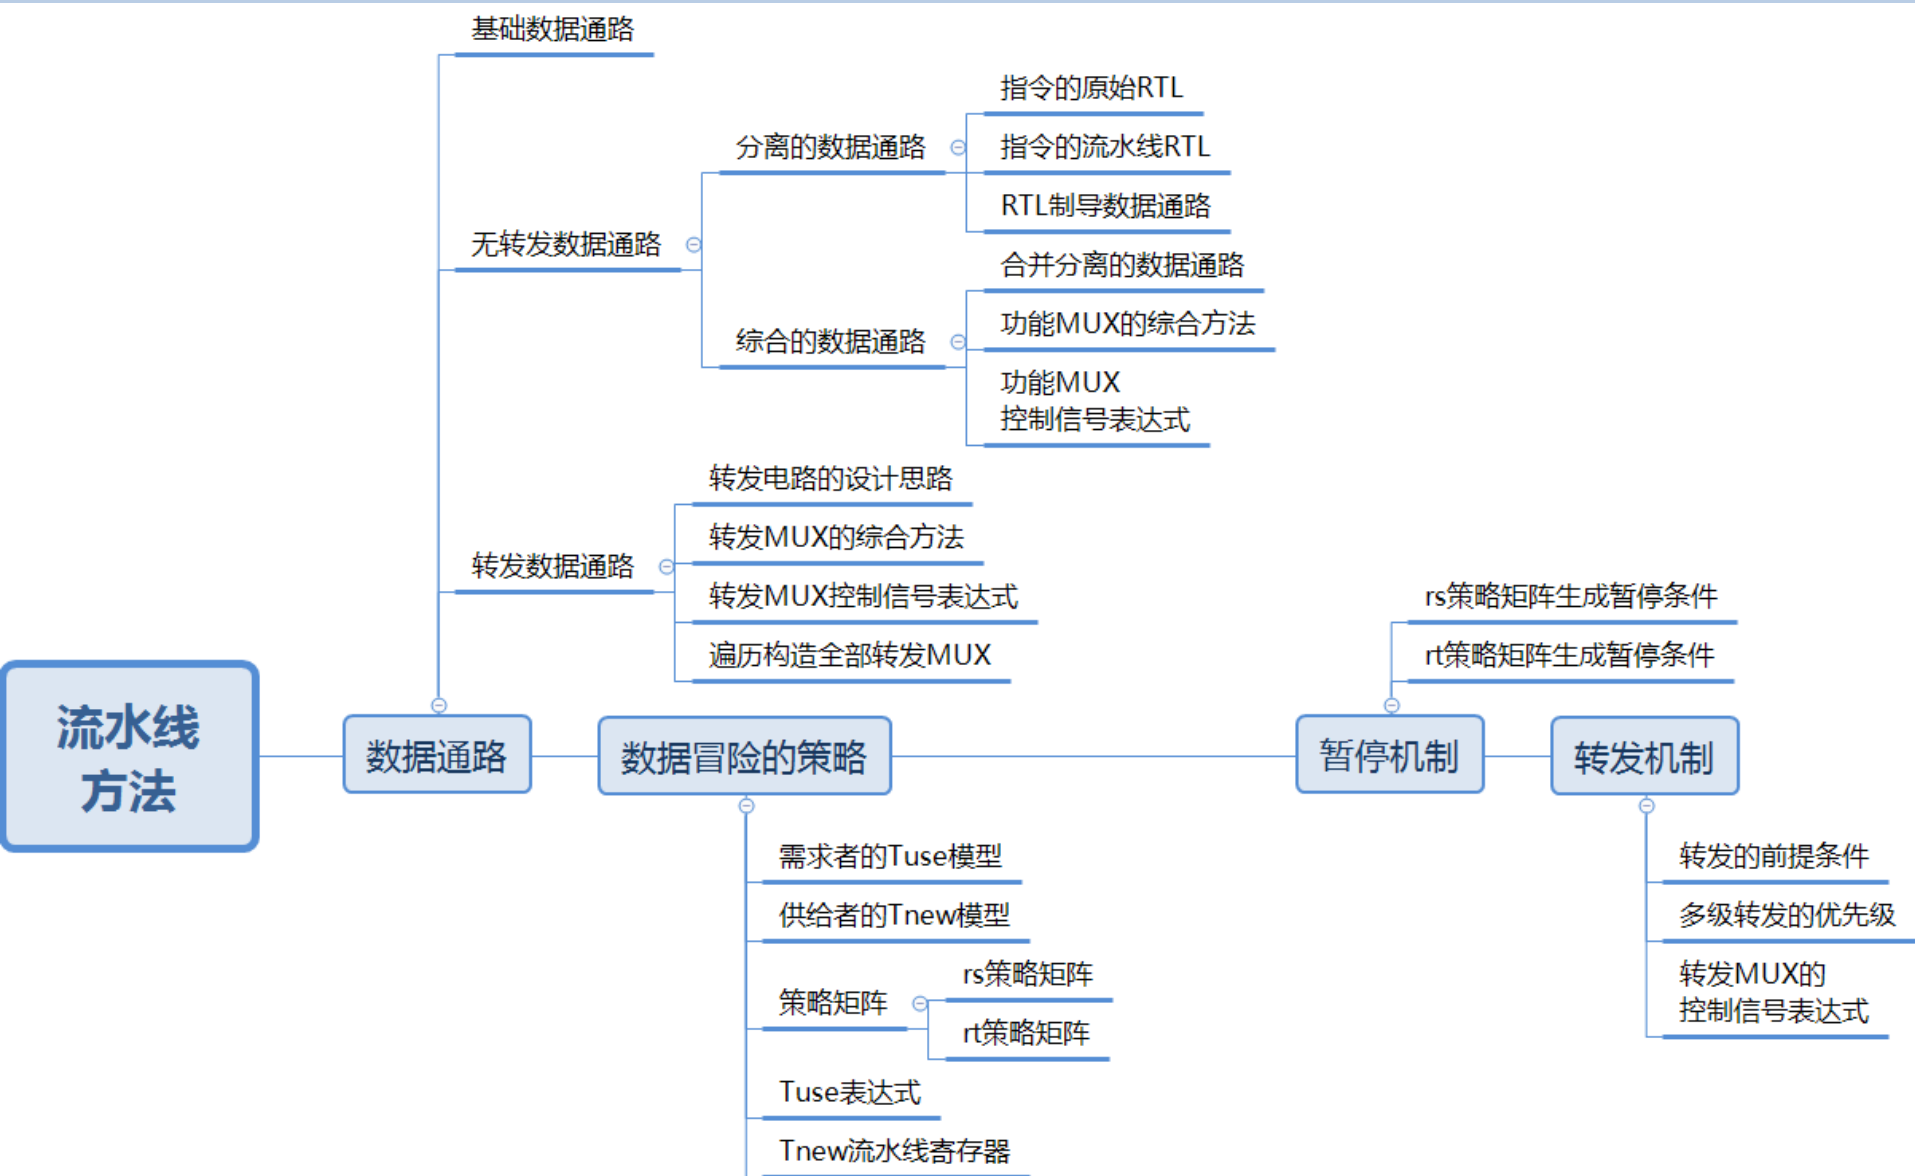 基础数据通路
无转发数据通路
分离的数据通路
指令的原始RTL
指令的流水线RTL
RTL制导数据通路
综合的数据通路
合并分离的数据通路
功能MUX的综合方法
功能MUX
控制信号表达式
转发数据通路
转发电路的设计思路
转发MUX的综合方法
转发MUX控制信号表达式
遍历构造全部转发MUX
流水线
方法
数据通路
数据冒险的策略
需求者的Tuse模型
供给者的Tnew模型
策略矩阵
rs策略矩阵
rt策略矩阵
Tuse表达式
Tnew流水线寄存器
rs策略矩阵生成暂停条件
rt策略矩阵生成暂停条件
暂停机制
转发机制
转发的前提条件
多级转发的优先级
转发MUX的
控制信号表达式